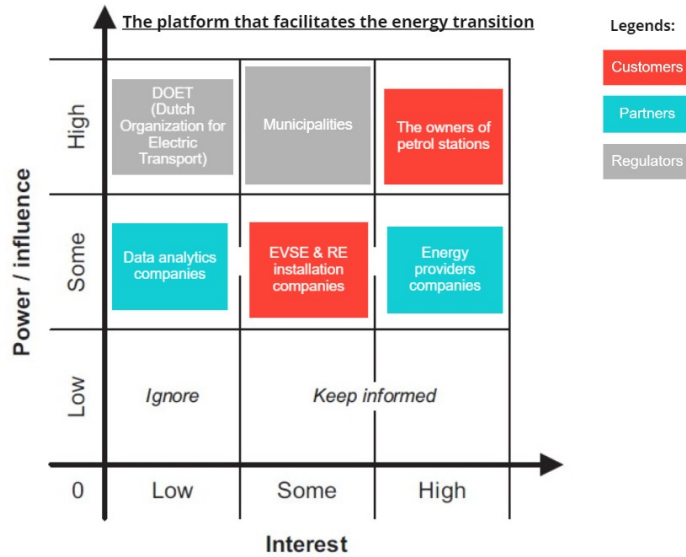 The platform that facilitates the energy transition
Legends:
Customers
Partners
Regulators
Power / influence
High
DOET
(Dutch
Organization for
Electric
Transport)
Municipalities
The owners of
petrol stations
Some
Data analytics
companies
EVSE & RE
installation
companies
Energy
providers
companies
Low
Ignore
Keep informed
0
Low
Some
High
Interest